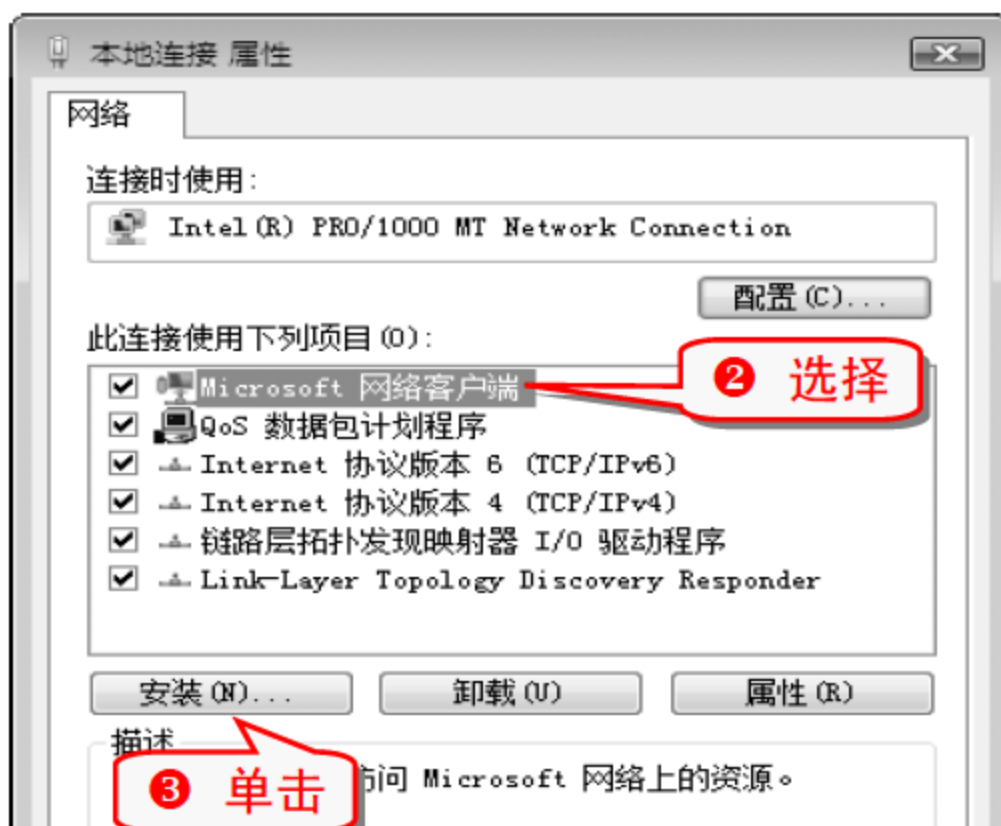 本地连接 属性
网络
连接时使用:
Intel(R) PRO/1000 MT Network Connection
配置(C)...
此连接使用下列项目(O):
❷ 选择
Microsoft 网络客户端
QoS 数据包计划程序
Internet 协议版本 6 (TCP/IPv6)
Internet 协议版本 4 (TCP/IPv4)
链路层拓扑发现映射器 I/O 驱动程序
Link-Layer Topology Discovery Responder
安装(N)... 卸载(U) 属性(R)
描述
❸ 单击
访问 Microsoft 网络上的资源。